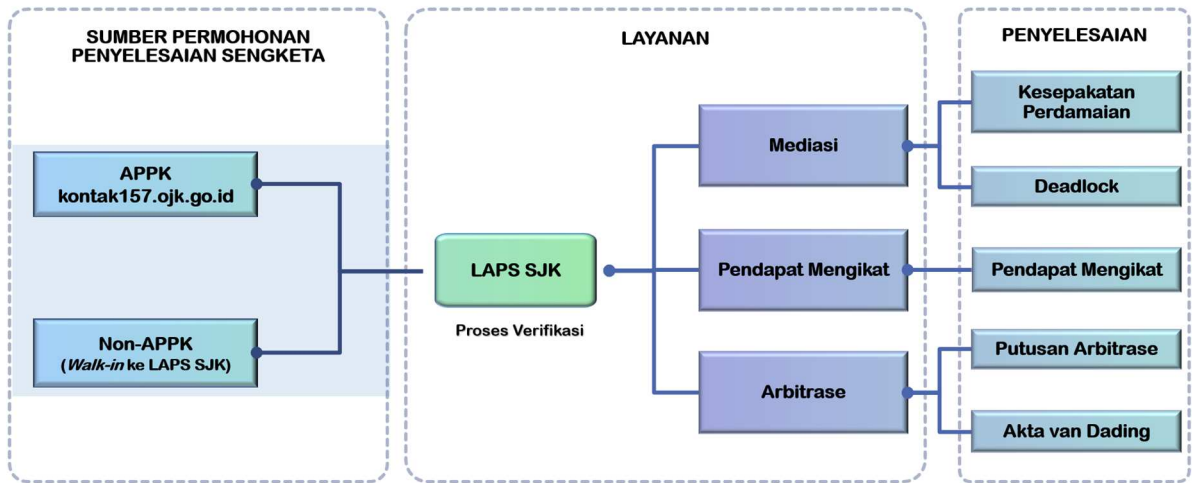 SUMBER PERMOHONAN
PENYELESAIAN SENGKETA
APPK
kontak157.ojk.go.id
Non-APPK
(Walk-in ke LAPS SJK)
LAYANAN
LAPS SJK
Proses Verifikasi
Mediasi
Pendapat Mengikat
Arbitrase
PENYELESAIAN
Kesepakatan
Perdamaian
Deadlock
Pendapat Mengikat
Putusan Arbitrase
Akta van Dading